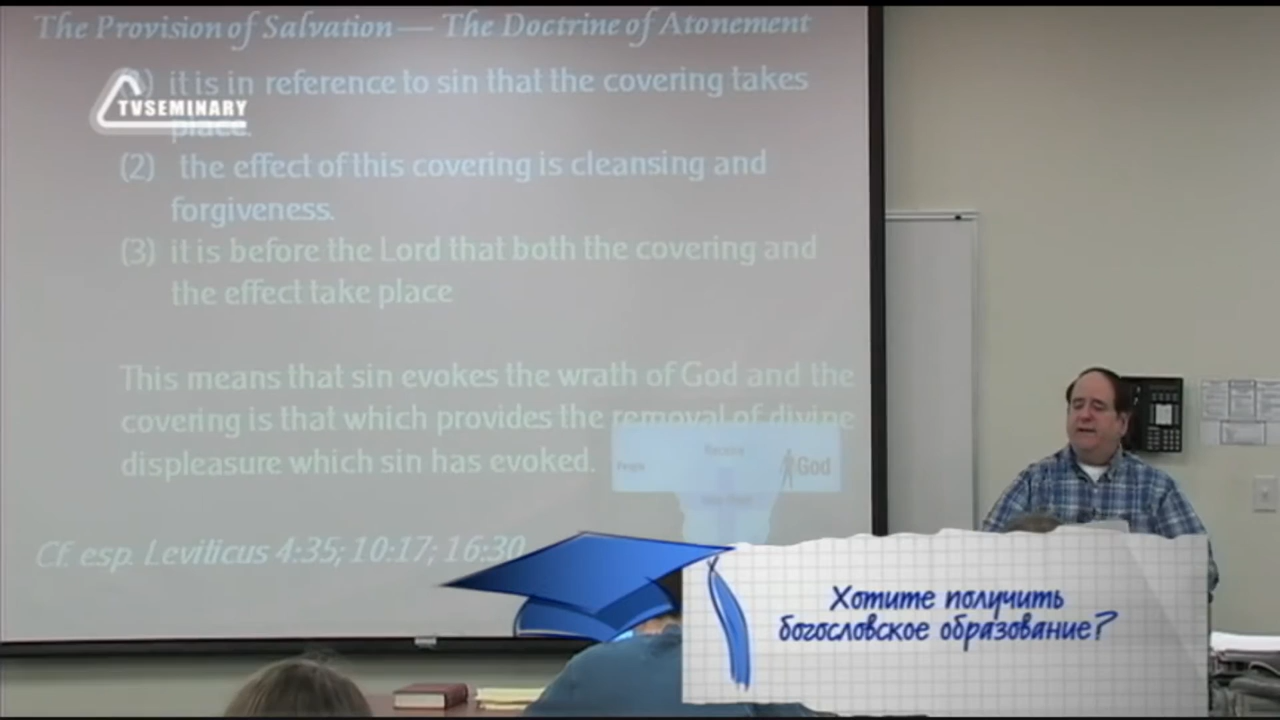 The Provision of Salvation — The Doctrine of Atonement
it is in reference to sin that the covering takes
TVSEMINARY
place.
(2) the effect of this covering is cleansing and
forgiveness.
(3) it is before the Lord that both the covering and
the effect take place
This means that sin evokes the wrath of God and the
covering is that which provides the removal of divine
displeasure which sin has evoked.
People
God
Cf. esp. Leviticus 4:35; 10:17; 16:30
Хотите получить
богословское образование?